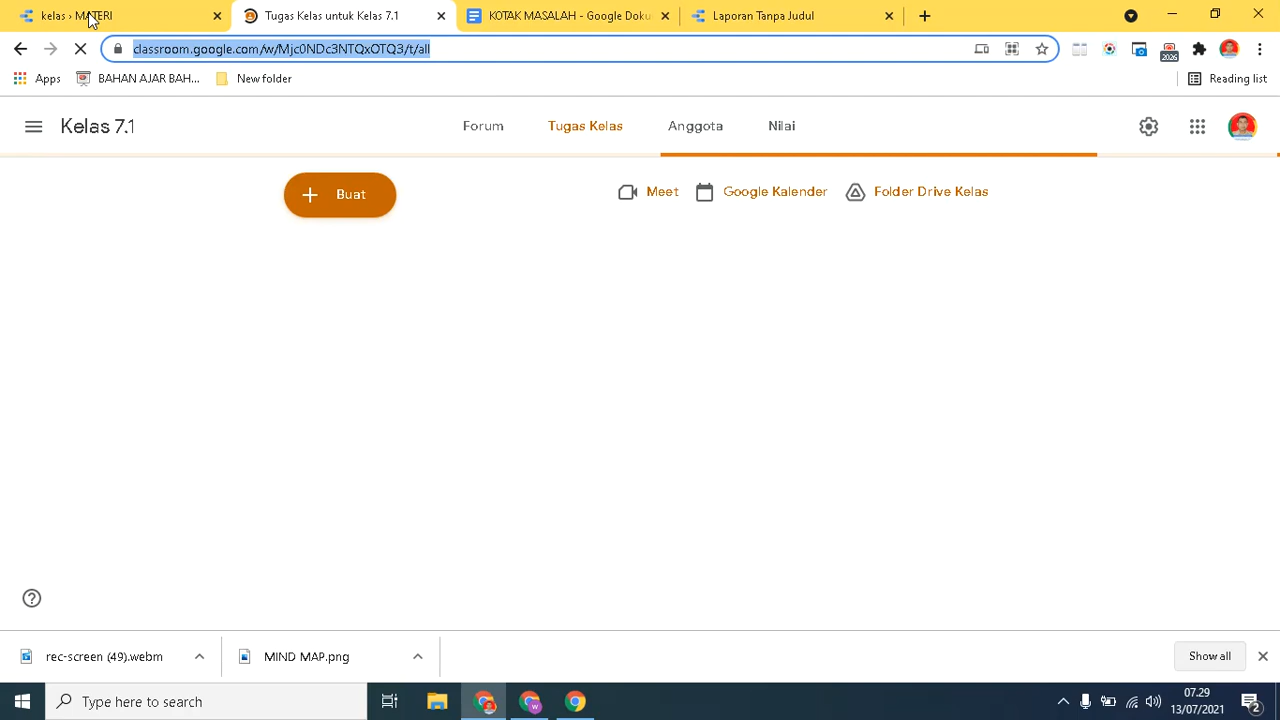 kelas › MATERI
Tugas Kelas untuk Kelas 7.1
KOTAK MASALAH - Google Doku
Laporan Tanpa Judul
classroom.google.com/w/Mjc0NDc3NTQxOTQ3/t/all
2026
Apps
BAHAN AJAR BAH...
New folder
Reading list
Kelas 7.1
Forum
Tugas Kelas
Anggota
Nilai
Buat
Meet
Google Kalender
Folder Drive Kelas
rec-screen (49).webm
MIND MAP.png
Show all
Type here to search
w
07.29
13/07/2021
2